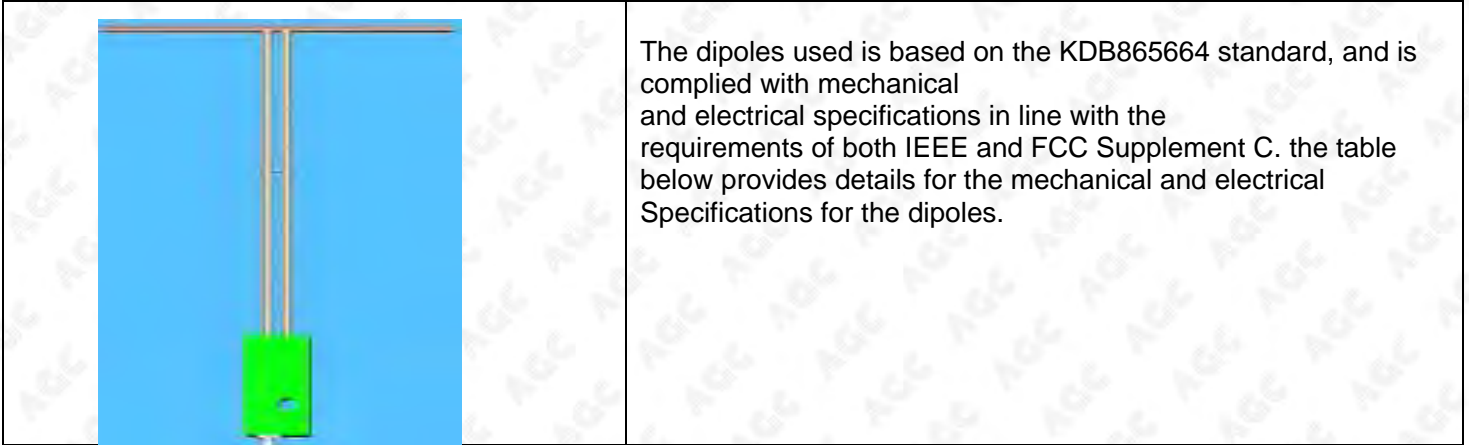 The dipoles used is based on the KDB865664 standard, and is
complied with mechanical
and electrical specifications in line with the
requirements of both IEEE and FCC Supplement C. the table
below provides details for the mechanical and electrical
Specifications for the dipoles.